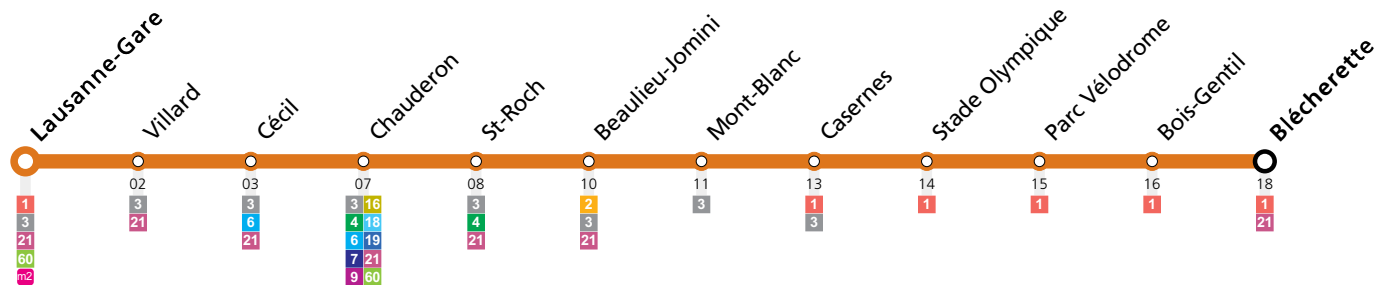 Lausanne-Gare
Villard
Cécil
Chauderon
St-Roch
Beaulieu-Jomini
Mont-Blanc
Casernes
Stade Olympique
Parc Vélodrome
Bois-Gentil
Blécherette
02 03 07 08 10 11 13 14 15 16 18
1 3 3 3 16 3 2 3 1 1 1 1 1
3 21 6 4 18 4 3 3 21
21 21 6 19 21 21
60 7 21
m2 9 60